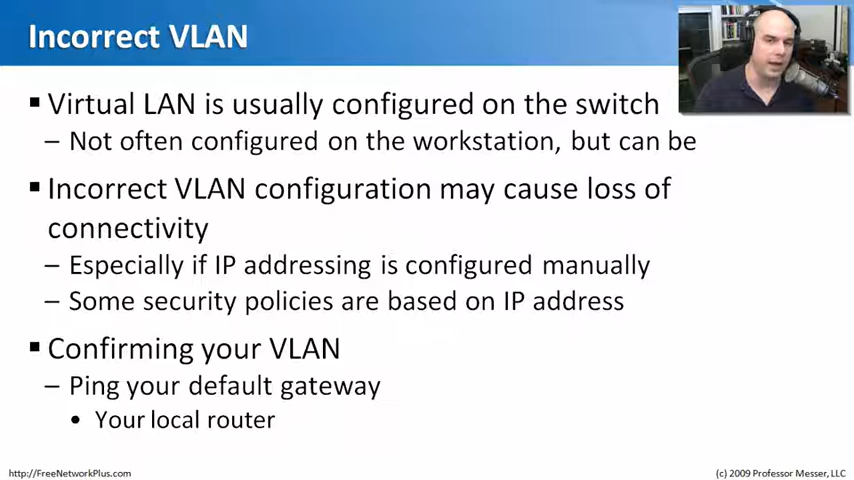 Incorrect VLAN
▪ Virtual LAN is usually configured on the switch
– Not often configured on the workstation, but can be
▪ Incorrect VLAN configuration may cause loss of
connectivity
– Especially if IP addressing is configured manually
– Some security policies are based on IP address
▪ Confirming your VLAN
– Ping your default gateway
• Your local router
http://FreeNetworkPlus.com
(c) 2009 Professor Messer, LLC